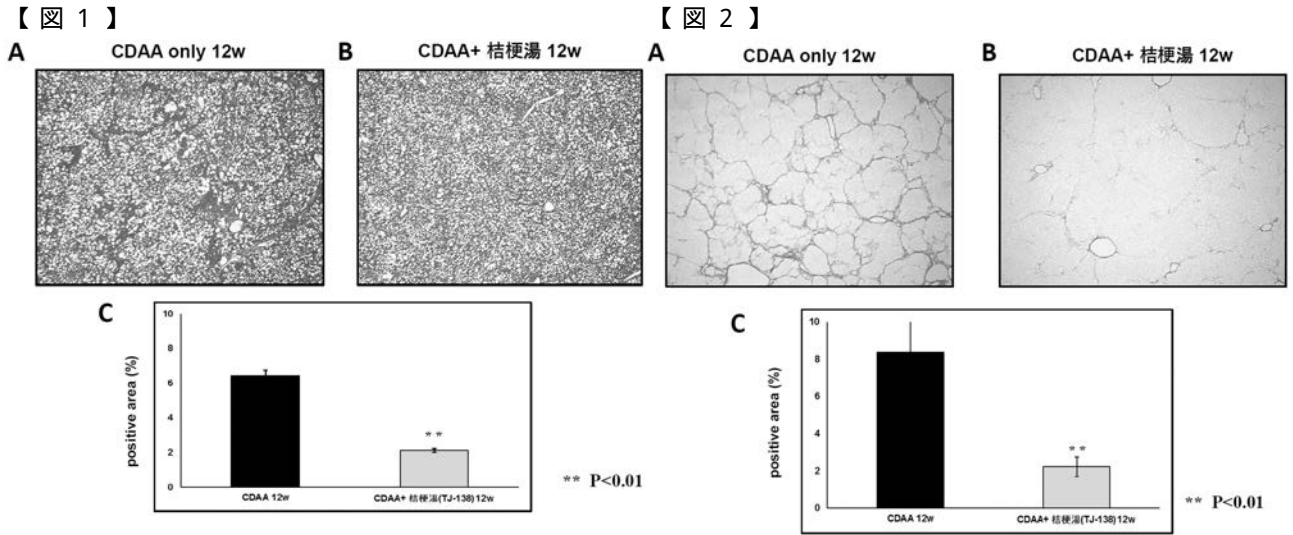 【 図 1 】
A
CDAA only 12w
B
CDAA+ 桔梗湯 12w
C
positive area (%)
10
8
6
4
2
0
**
CDAA 12w
CDAA+ 桔梗湯(TJ-138)12w
** P<0.01
【 図 2 】
A
CDAA only 12w
B
CDAA+ 桔梗湯 12w
C
positive area (%)
10
8
6
4
2
0
**
CDAA 12w
CDAA+ 桔梗湯(TJ-138)12w
** P<0.01